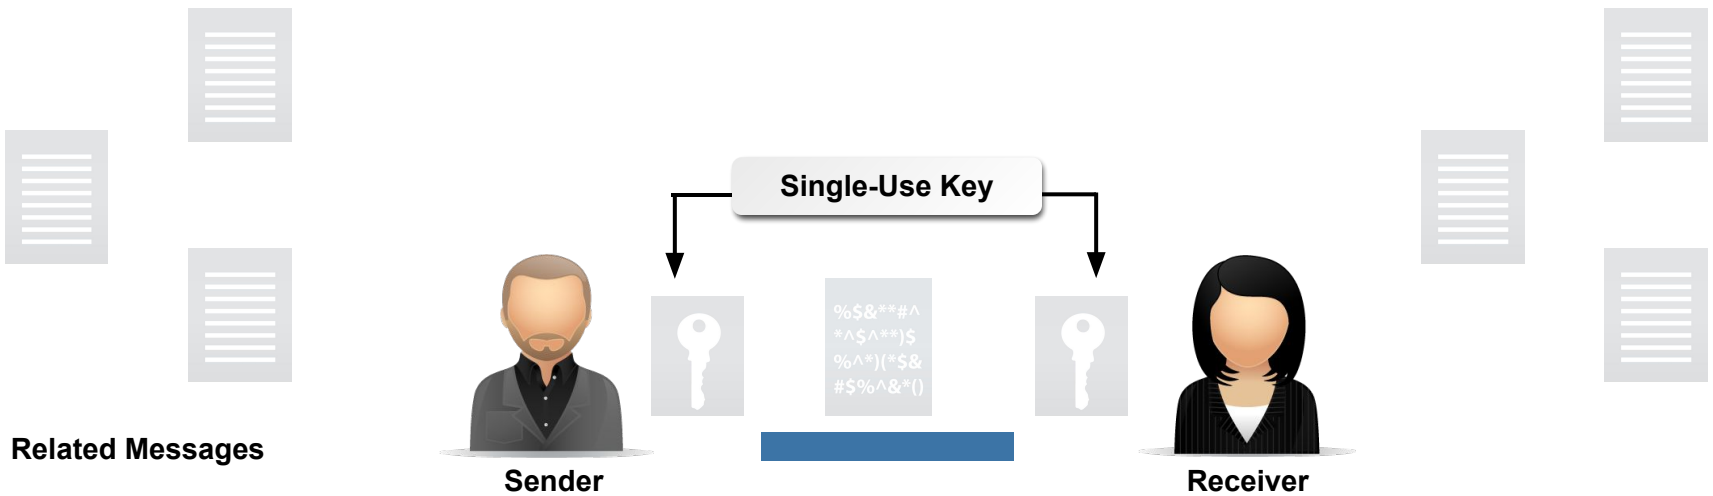 Single-Use Key
%$&**#^
*^$^**)$
%^*)(*$&
#$%^&*()
Related Messages
Sender
Receiver